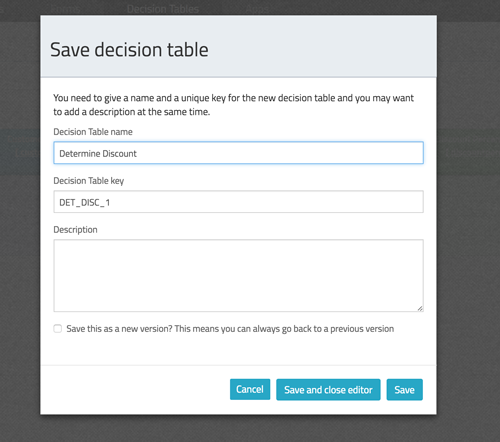 Forms Decision Tables Apps
Save decision table
You need to give a name and a unique key for the new decision table and you may want
to add a description at the same time.
Decision Table name
Determine Discount
Decision Table key
DET_DISC_1
Description
Save this as a new version? This means you can always go back to a previous version
Cancel Save and close editor Save